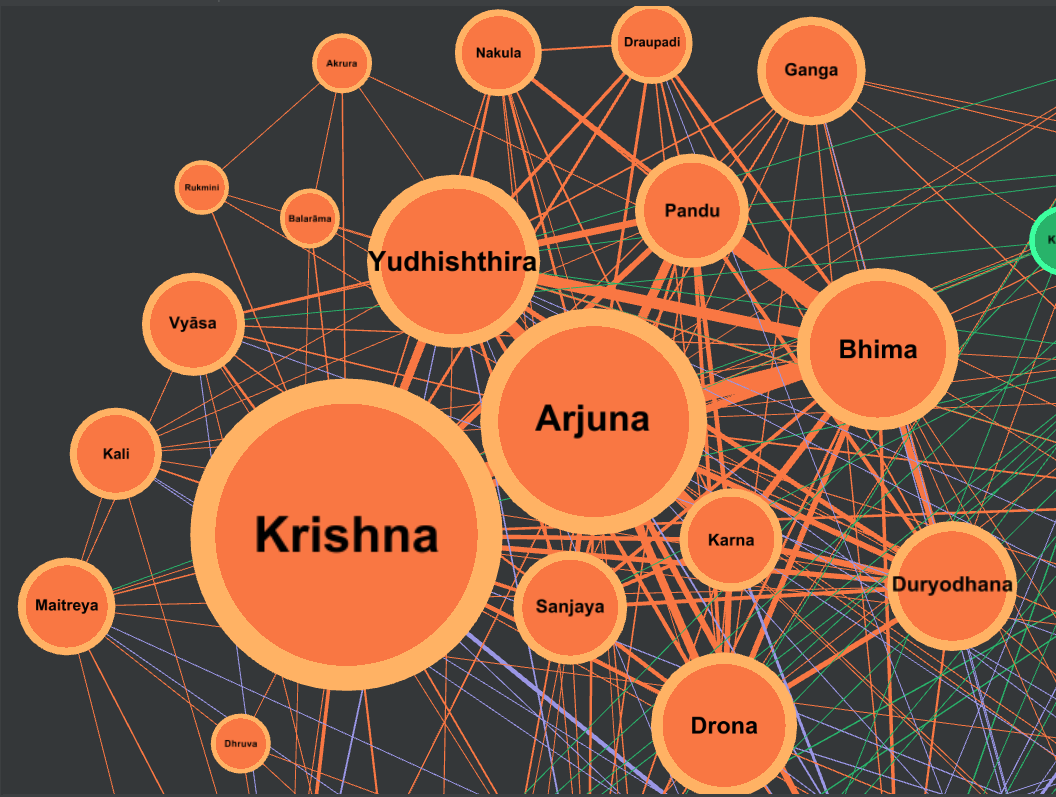 Nakula
Draupadi
Akrura
Ganga
Rukmini
Balarāma
Pandu
Yudhishthira
Vyāsa
Bhima
Arjuna
Kali
Krishna
Karna
Duryodhana
Maitreya
Sanjaya
Drona
Dhruva